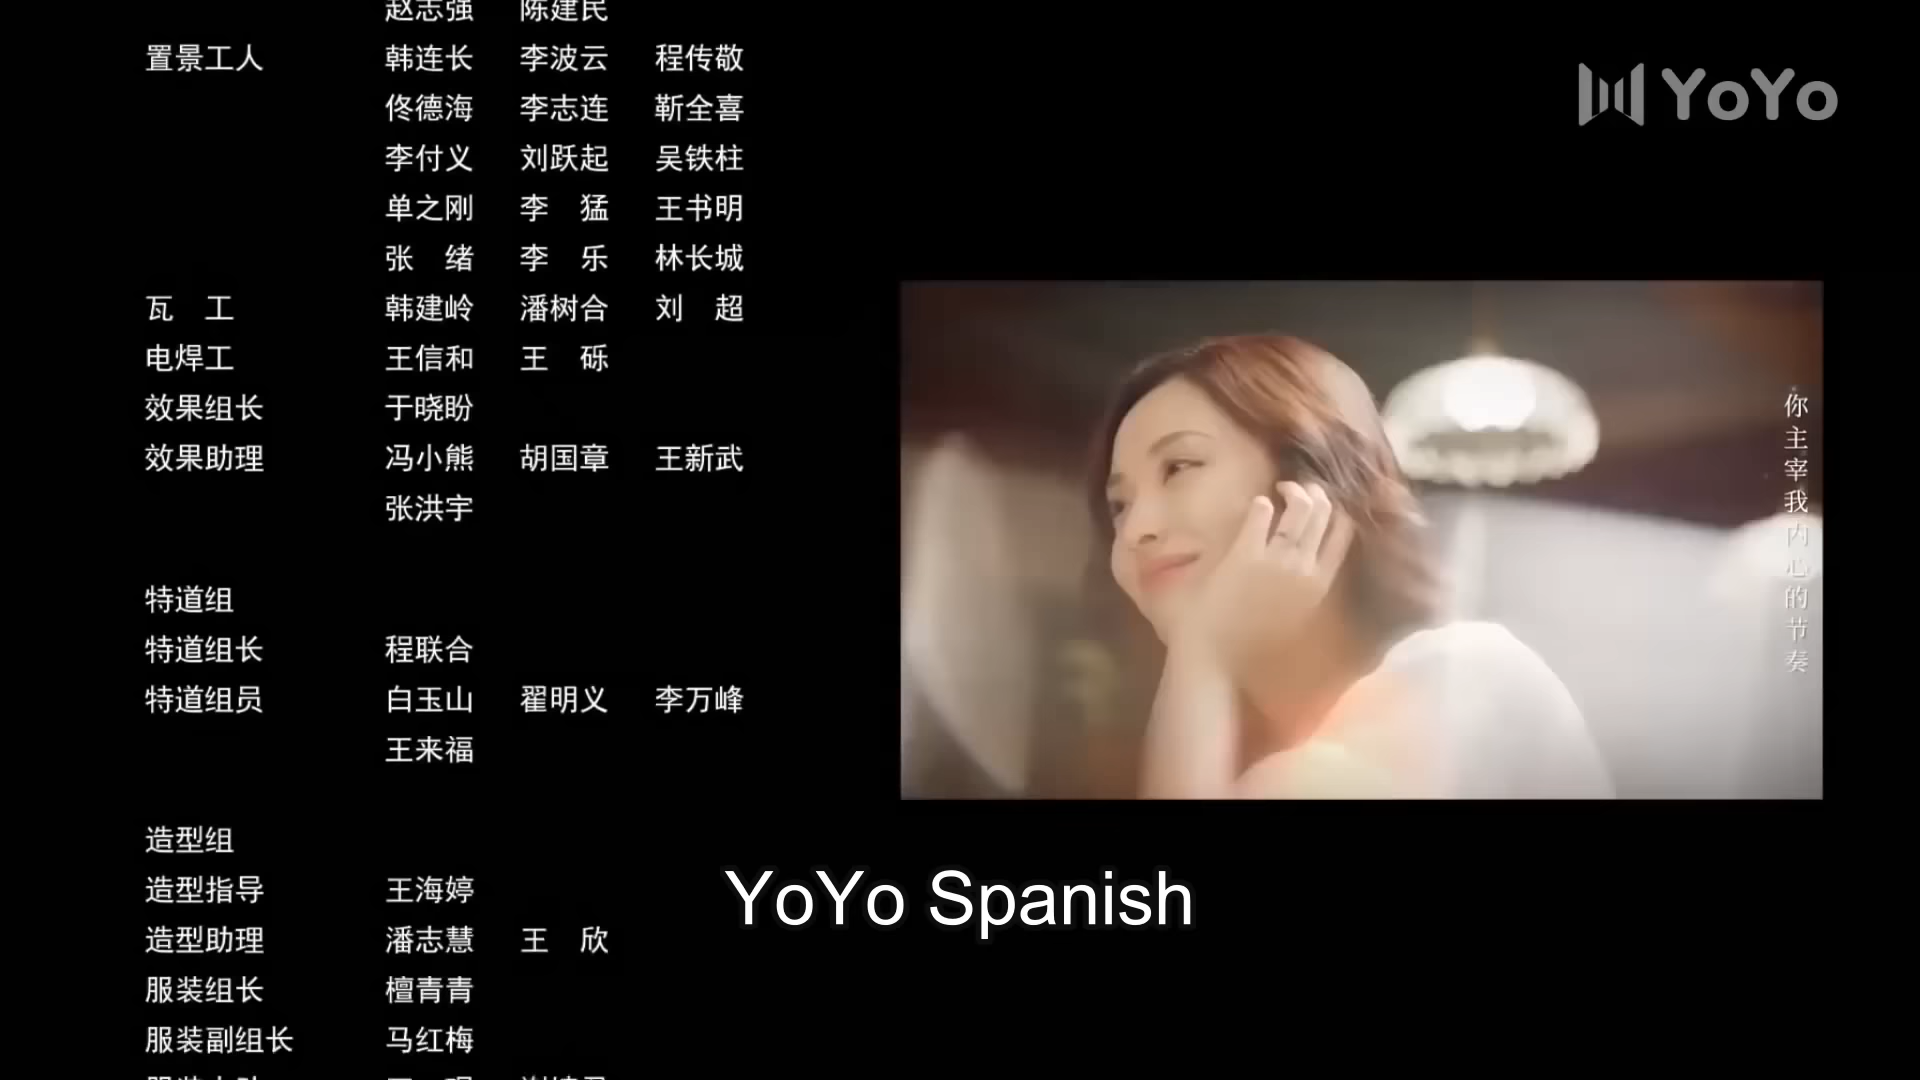 赵志强 陈建民
置景工人 韩连长 李波云 程传敬
佟德海 李志连 靳全喜
李付义 刘跃起 吴铁柱
单之刚 李 猛 王书明
张 绪 李 乐 林长城
瓦 工 韩建岭 潘树合 刘 超
电焊工 王信和 王 砾
效果组长 于晓盼
效果助理 冯小熊 胡国章 王新武
张洪宇
特道组
特道组长 程联合
特道组员 白玉山 翟明义 李万峰
王来福
造型组
造型指导 王海婷
造型助理 潘志慧 王 欣
服装组长 檀青青
服装副组长 马红梅
YoYo
你主宰我内心的节奏
YoYo Spanish